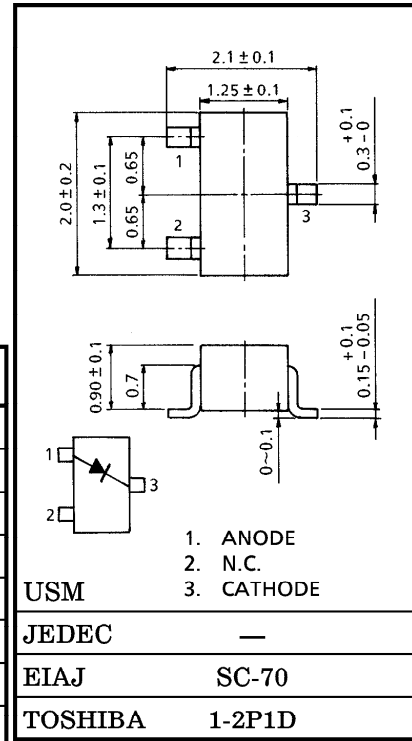 2.1 ± 0.1
1.25 ± 0.1
+0.1
0.3 – 0
2.0 ± 0.2
1.3 ± 0.1
0.65
0.65
1
2
3
0.90 ± 0.1
0.7
+0.1
0.15 – 0.05
0~0.1
1
2
3
1. ANODE
2. N.C.
3. CATHODE
USM
JEDEC —
EIAJ SC-70
TOSHIBA 1-2P1D